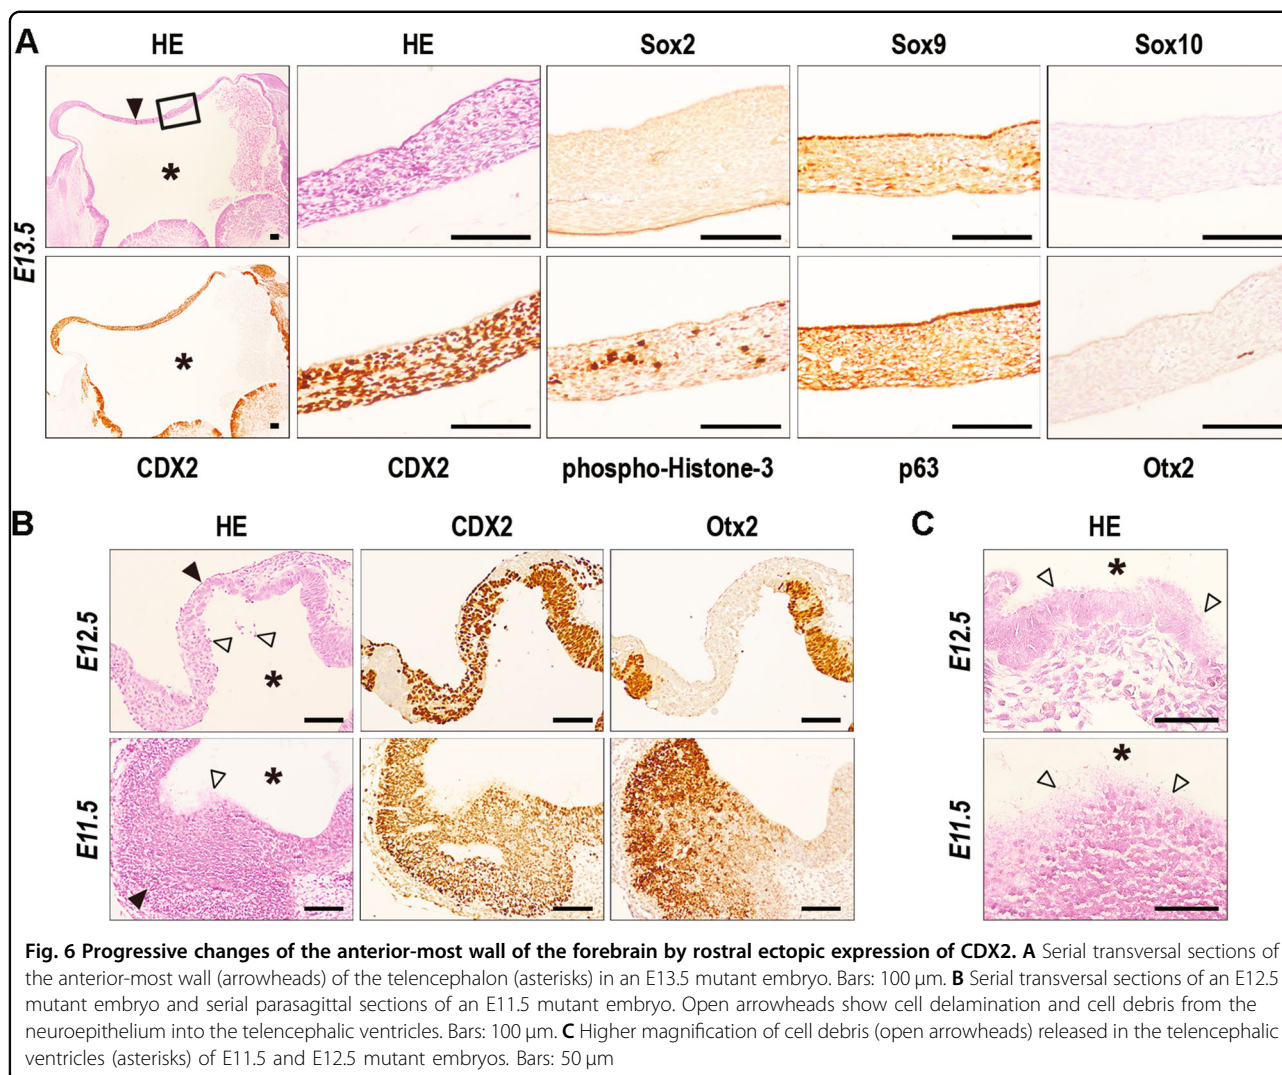 A
HE HE Sox2 Sox9 Sox10
E13.5
CDX2 CDX2 phospho-Histone-3 p63 Otx2
B
HE CDX2 Otx2
E12.5
E11.5
C
HE
E12.5
E11.5
Fig. 6 Progressive changes of the anterior-most wall of the forebrain by rostral ectopic expression of CDX2. A Serial transversal sections of
the anterior-most wall (arrowheads) of the telencephalon (asterisks) in an E13.5 mutant embryo. Bars: 100 µm. B Serial transversal sections of an E12.5
mutant embryo and serial parasagittal sections of an E11.5 mutant embryo. Open arrowheads show cell delamination and cell debris from the
neuroepithelium into the telencephalic ventricles. Bars: 100 µm. C Higher magnification of cell debris (open arrowheads) released in the telencephalic
ventricles (asterisks) of E11.5 and E12.5 mutant embryos. Bars: 50 µm